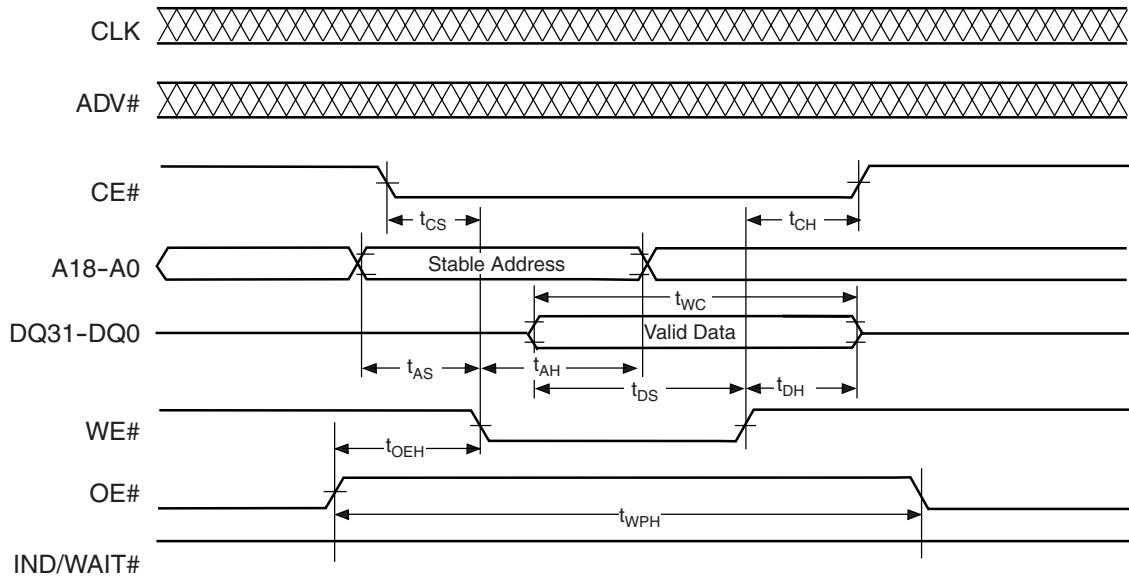 CLK
ADV#
CE#
tCS
tCH
A18-A0
Stable Address
tWC
DQ31-DQ0
Valid Data
tAS
tAH
tDS
tDH
WE#
tOEH
OE#
tWPH
IND/WAIT#